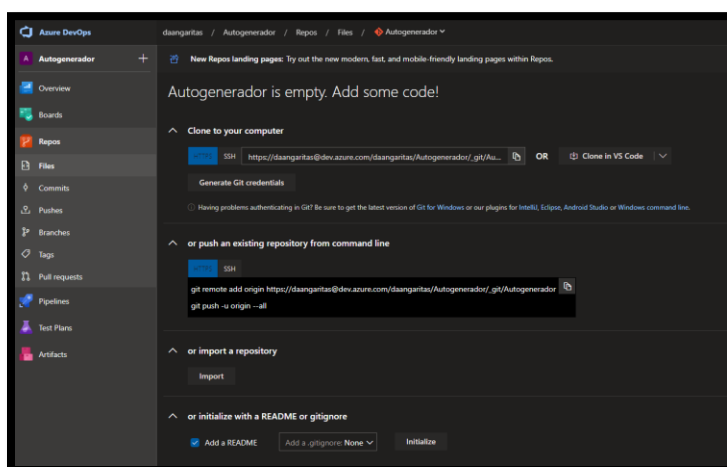 Azure DevOps
daangaritas / Autogenerador / Repos / Files / Autogenerador
A Autogenerador +
New Repos landing pages: Try out the new modern, fast, and mobile-friendly landing pages within Repos.
Overview
Boards
Repos
Files
Commits
Pushes
Branches
Tags
Pull requests
Pipelines
Test Plans
Artifacts
Autogenerador is empty. Add some code!
Clone to your computer
HTTPS SSH https://daangaritas@dev.azure.com/daangaritas/Autogenerador/_git/Au... OR Clone in VS Code
Generate Git credentials
Having problems authenticating in Git? Be sure to get the latest version of Git for Windows or our plugins for IntelliJ, Eclipse, Android Studio or Windows command line.
or push an existing repository from command line
HTTPS SSH
git remote add origin https://daangaritas@dev.azure.com/daangaritas/Autogenerador/_git/Autogenerador
git push -u origin --all
or import a repository
Import
or initialize with a README or gitignore
Add a README Add a .gitignore: None Initialize